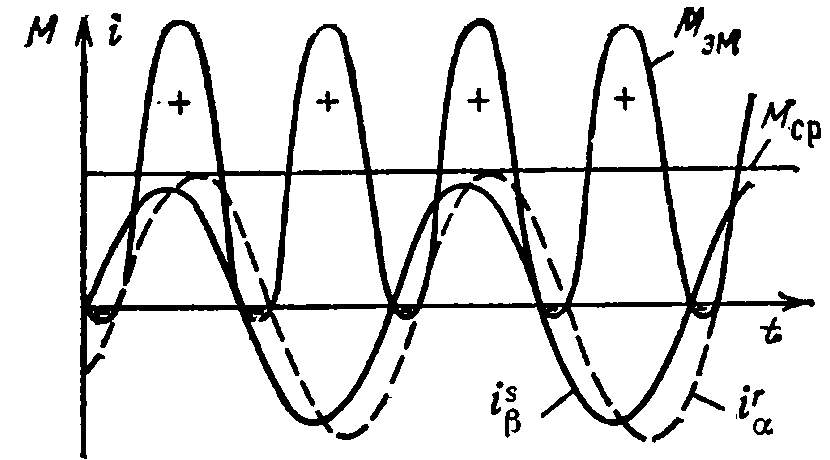 M i
Mэм
+ + + +
Mср
t
i^s_β
i^r_α